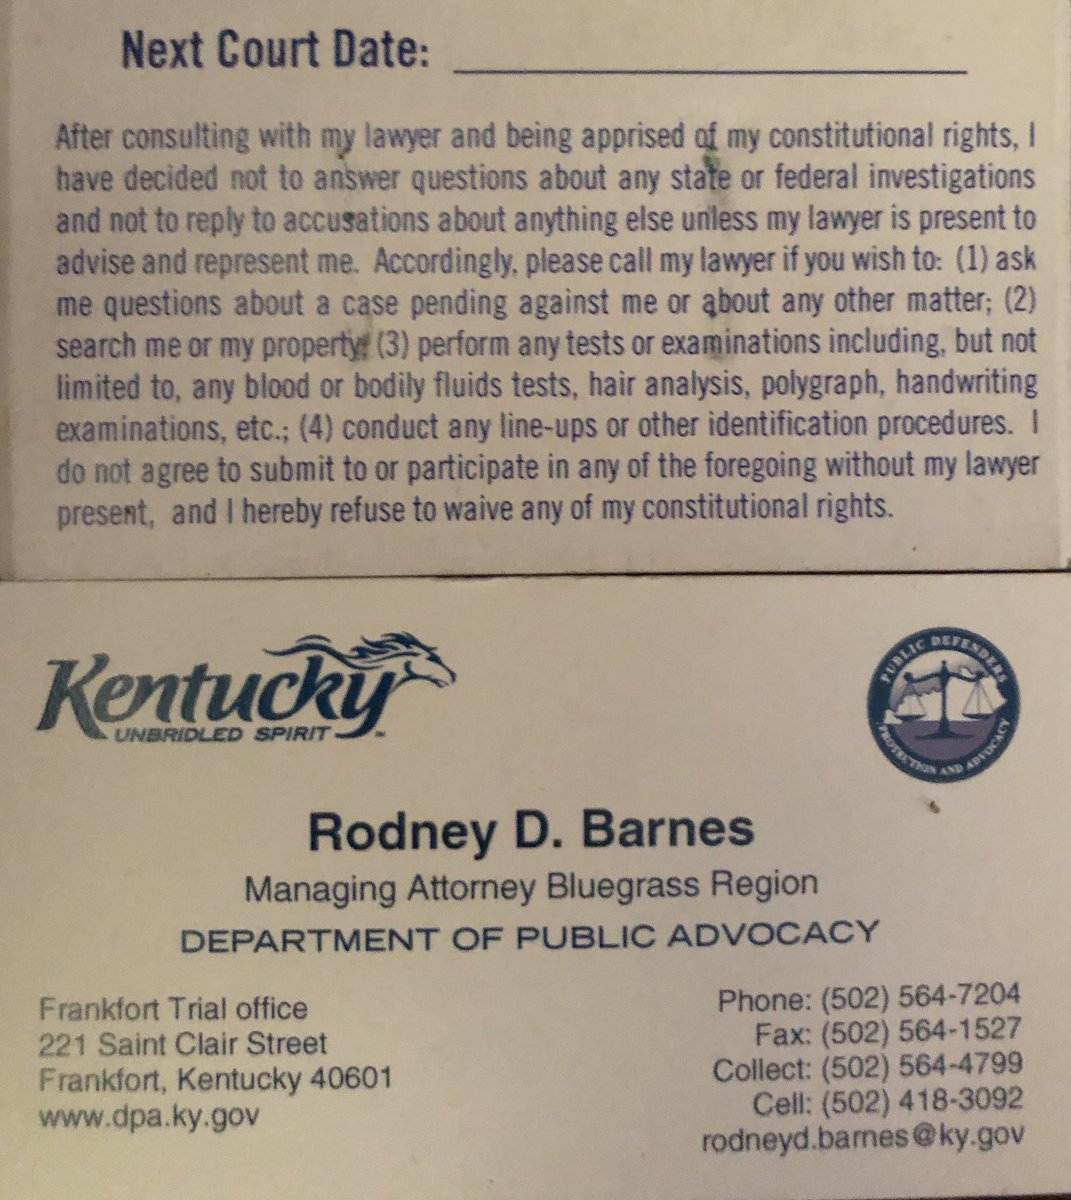 Next Court Date:
After consulting with my lawyer and being apprised of my constitutional rights, I
have decided not to answer questions about any state or federal investigations
and not to reply to accusations about anything else unless my lawyer is present to
advise and represent me. Accordingly, please call my lawyer if you wish to: (1) ask
me questions about a case pending against me or about any other matter; (2)
search me or my property; (3) perform any tests or examinations including, but not
limited to, any blood or bodily fluids tests, hair analysis, polygraph, handwriting
examinations, etc.; (4) conduct any line-ups or other identification procedures. I
do not agree to submit to or participate in any of the foregoing without my lawyer
present, and I hereby refuse to waive any of my constitutional rights.
Kentucky
UNBRIDLED SPIRIT
PUBLIC DEFENDERS
PROTECTION AND ADVOCACY
Rodney D. Barnes
Managing Attorney Bluegrass Region
DEPARTMENT OF PUBLIC ADVOCACY
Frankfort Trial office
221 Saint Clair Street
Frankfort, Kentucky 40601
www.dpa.ky.gov
Phone: (502) 564-7204
Fax: (502) 564-1527
Collect: (502) 564-4799
Cell: (502) 418-3092
rodneyd.barnes@ky.gov